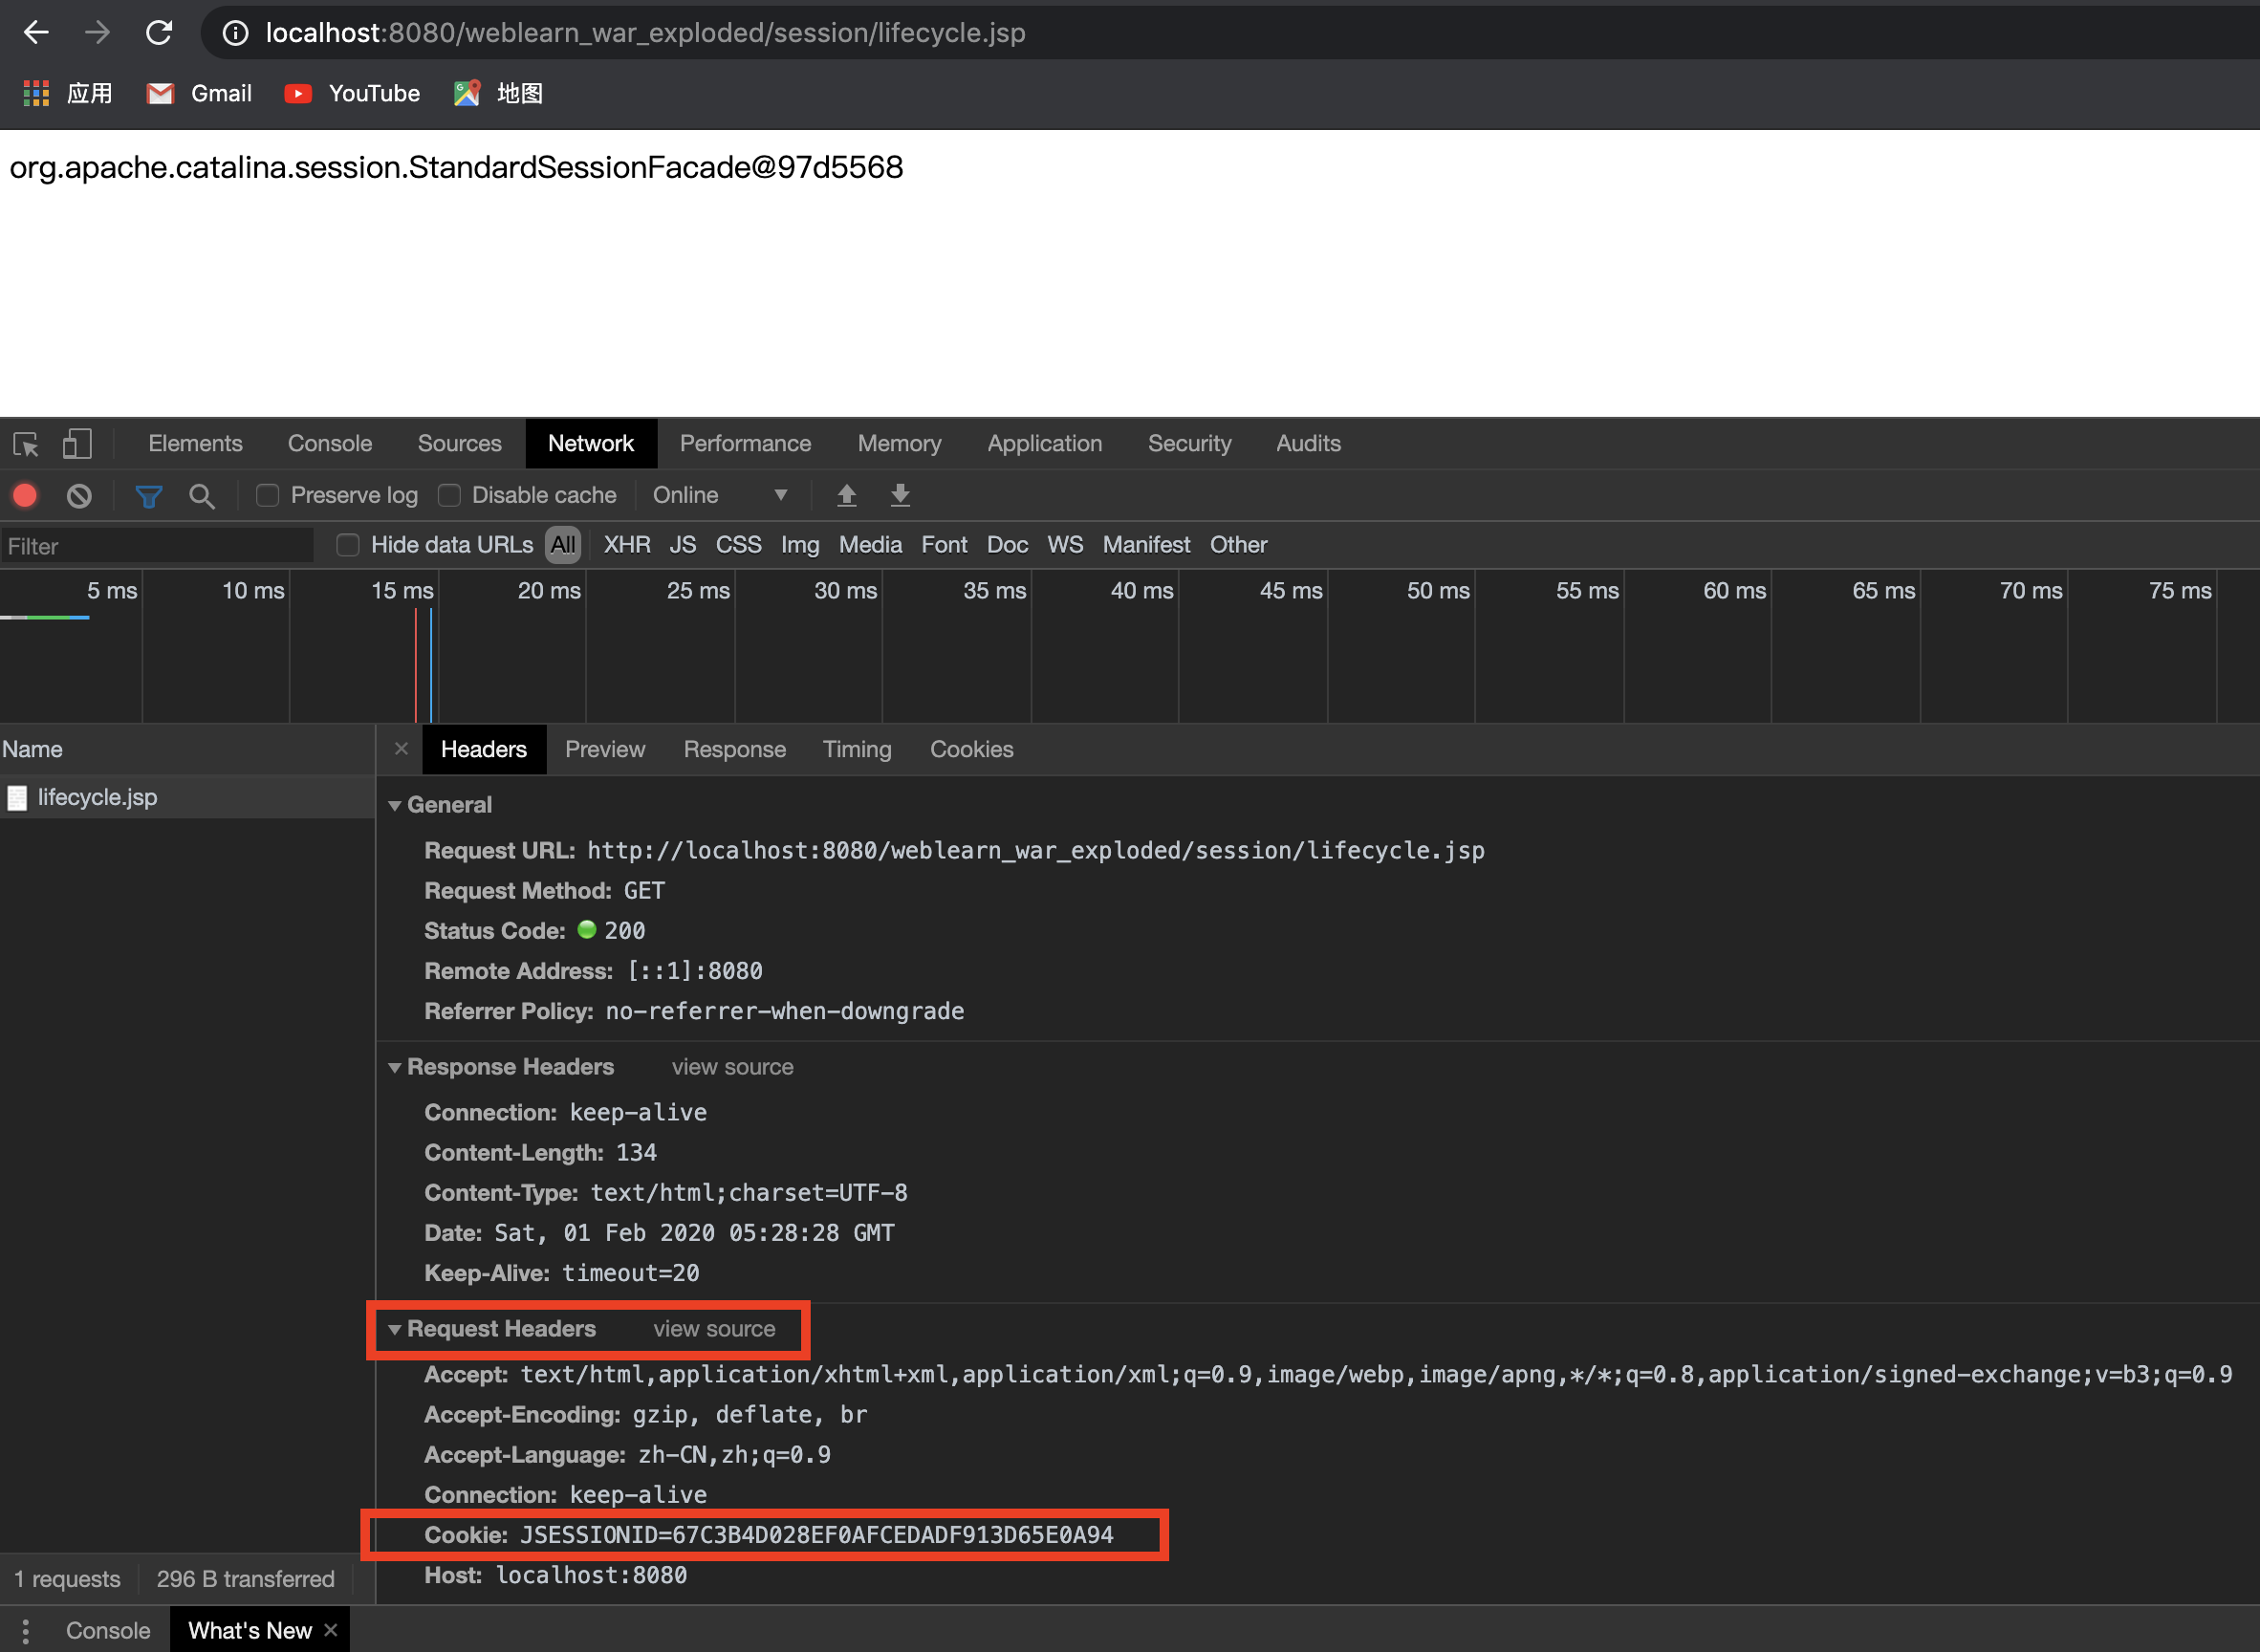 localhost:8080/weblearn_war_exploded/session/lifecycle.jsp
应用 Gmail YouTube 地图
org.apache.catalina.session.StandardSessionFacade@97d5568
Elements Console Sources Network Performance Memory Application Security Audits
Preserve log Disable cache Online ▼
Filter Hide data URLs All XHR JS CSS Img Media Font Doc WS Manifest Other
5 ms 10 ms 15 ms 20 ms 25 ms 30 ms 35 ms 40 ms 45 ms 50 ms 55 ms 60 ms 65 ms 70 ms 75 ms
Name × Headers Preview Response Timing Cookies
lifecycle.jsp
General
Request URL: http://localhost:8080/weblearn_war_exploded/session/lifecycle.jsp
Request Method: GET
Status Code: 200
Remote Address: [::1]:8080
Referrer Policy: no-referrer-when-downgrade
Response Headers view source
Connection: keep-alive
Content-Length: 134
Content-Type: text/html;charset=UTF-8
Date: Sat, 01 Feb 2020 05:28:28 GMT
Keep-Alive: timeout=20
Request Headers view source
Accept: text/html,application/xhtml+xml,application/xml;q=0.9,image/webp,image/apng,*/*;q=0.8,application/signed-exchange;v=b3;q=0.9
Accept-Encoding: gzip, deflate, br
Accept-Language: zh-CN,zh;q=0.9
Connection: keep-alive
Cookie: JSESSIONID=67C3B4D028EF0AFCEDADF913D65E0A94
Host: localhost:8080
1 requests 296 B transferred
Console What's New ×